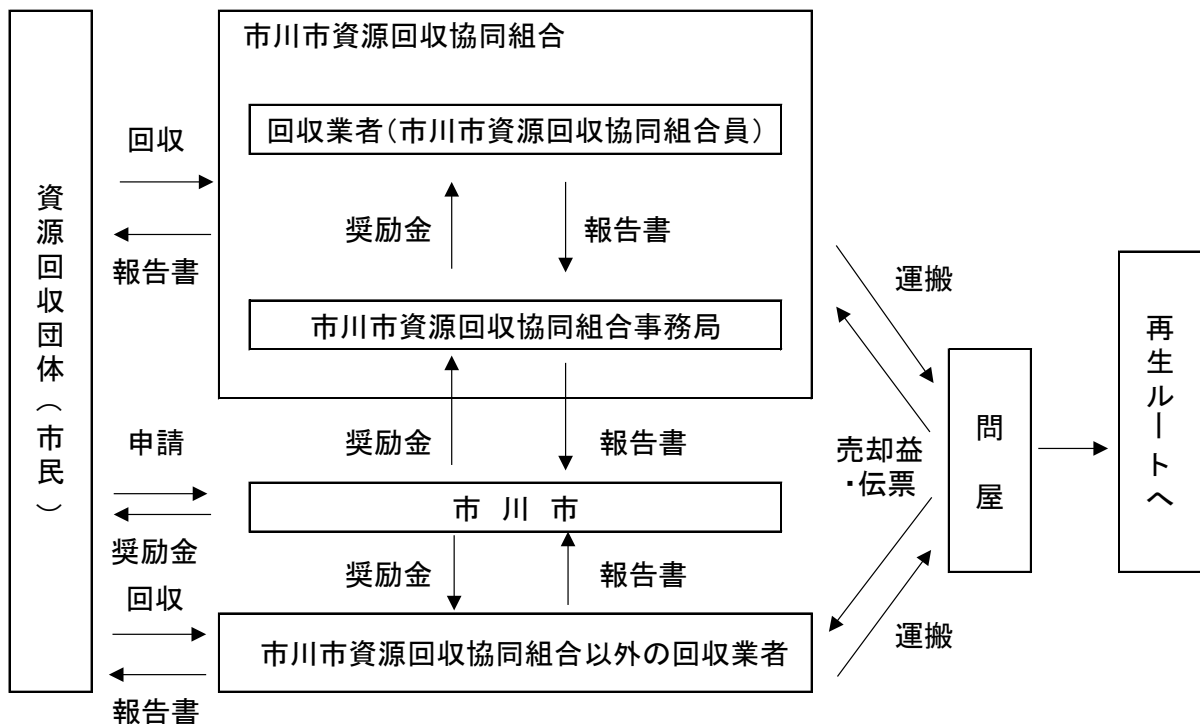 市川市資源回収協同組合
回収業者（市川市資源回収協同組合員）
回収
資源回収団体（市民）
奨励金
報告書
報告書
運搬
市川市資源回収協同組合事務局
再生ルートへ
申請
奨励金
報告書
売却益
・伝票
問屋
市川市
奨励金
奨励金
報告書
回収
市川市資源回収協同組合以外の回収業者
運搬
報告書